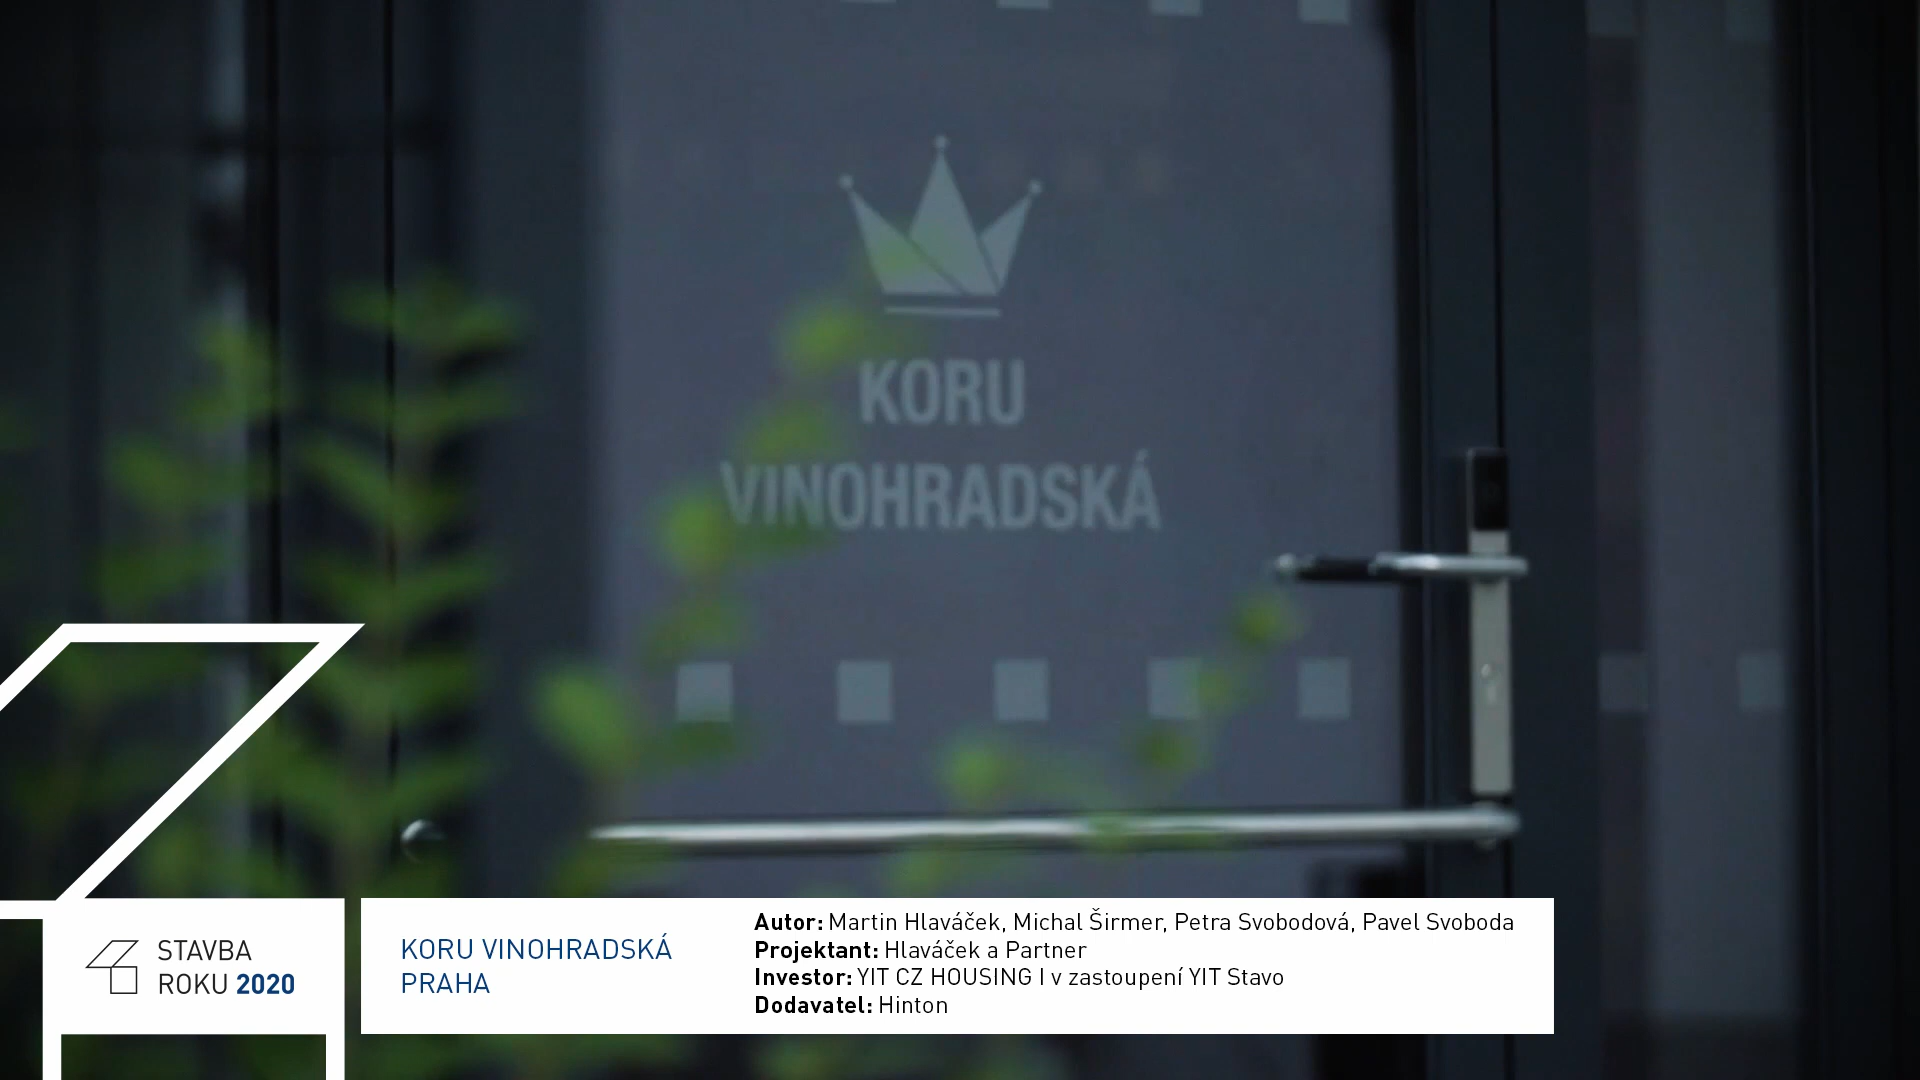 KORU
VINOHRADSKÁ
STAVBA
ROKU 2020
KORU VINOHRADSKÁ
PRAHA
Autor: Martin Hlaváček, Michal Širmer, Petra Svobodová, Pavel Svoboda
Projektant: Hlaváček a Partner
Investor: YIT CZ HOUSING I v zastoupení YIT Stavo
Dodavatel: Hinton